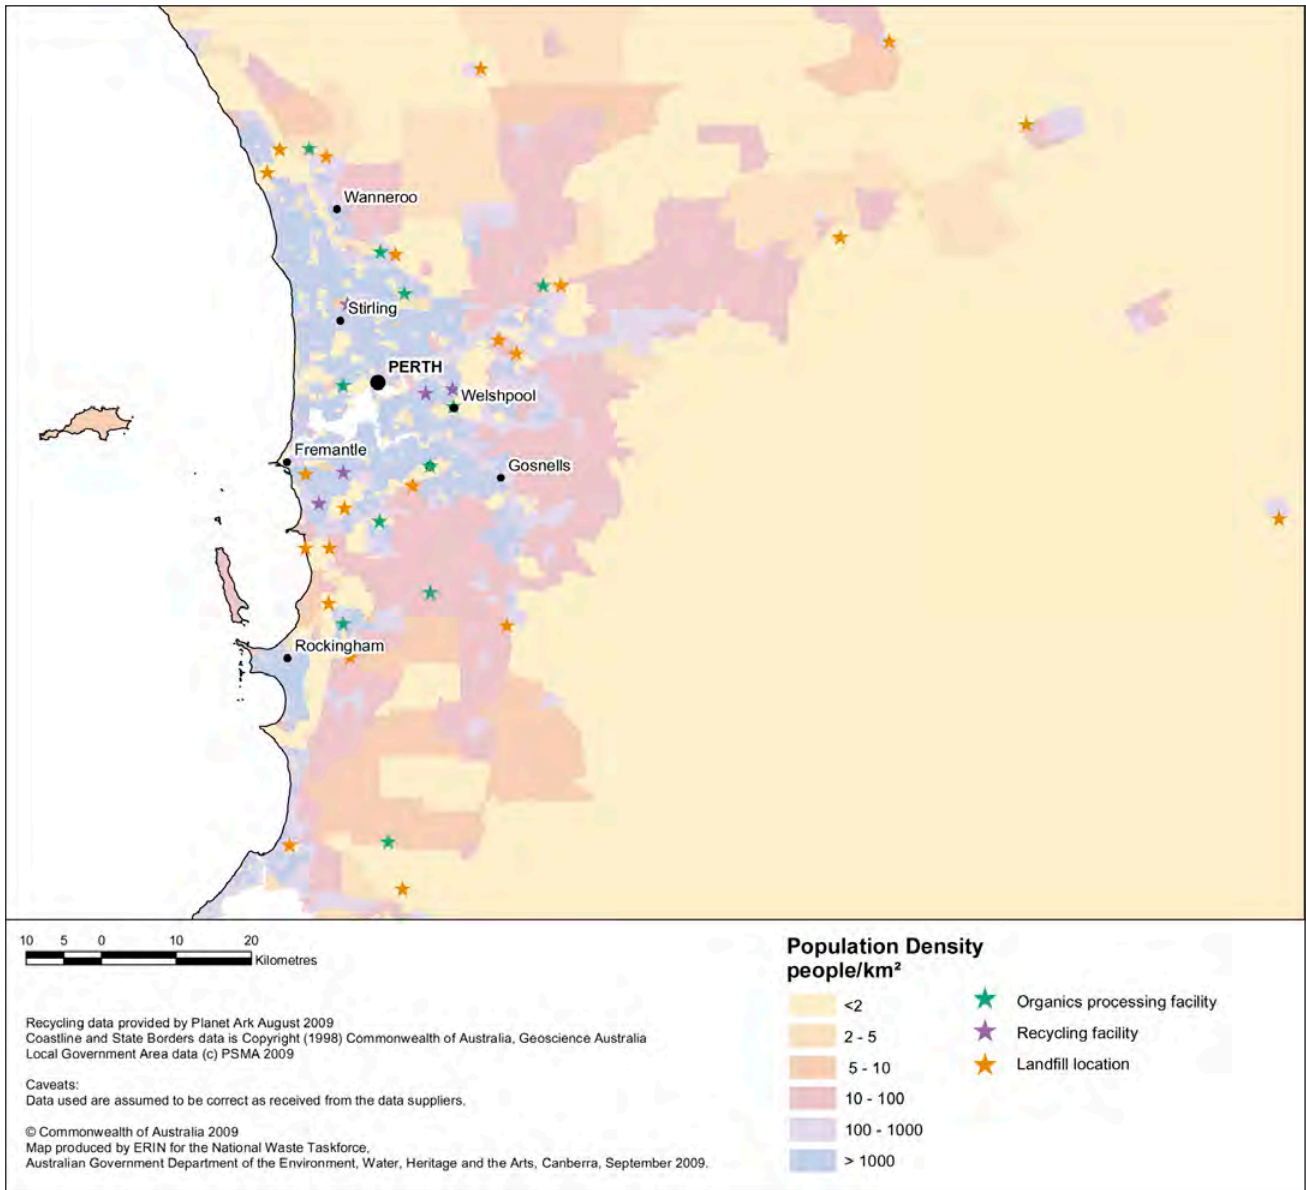 Wanneroo
Stirling
PERTH
Welshpool
Fremantle
Gosnells
Rockingham
10 5 0 10 20
Kilometres
Recycling data provided by Planet Ark August 2009
Coastline and State Borders data is Copyright (1998) Commonwealth of Australia, Geoscience Australia
Local Government Area data (c) PSMA 2009
Caveats:
Data used are assumed to be correct as received from the data suppliers.
© Commonwealth of Australia 2009
Map produced by ERIN for the National Waste Taskforce,
Australian Government Department of the Environment, Water, Heritage and the Arts, Canberra, September 2009.
Population Density
people/km²
<2
2 - 5
5 - 10
10 - 100
100 - 1000
> 1000
Organics processing facility
Recycling facility
Landfill location